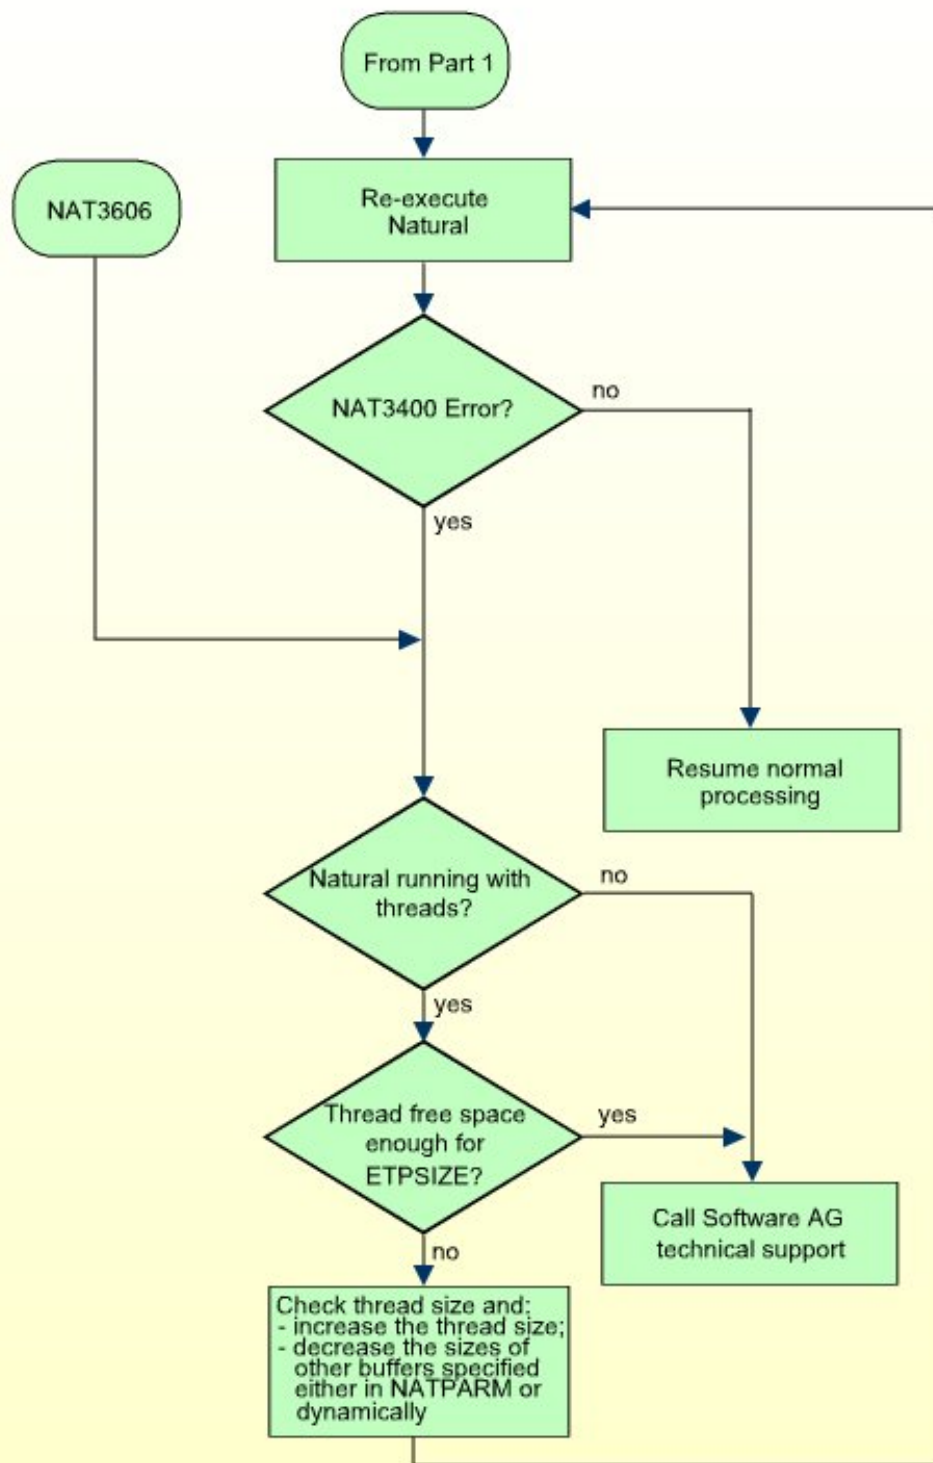 From Part 1
NAT3606
Re-execute
Natural
NAT3400 Error?
no
yes
Resume normal
processing
Natural running with
threads?
no
yes
Thread free space
enough for
ETPSIZE?
yes
no
Call Software AG
technical support
Check thread size and:
- increase the thread size;
- decrease the sizes of
other buffers specified
either in NATPARM or
dynamically